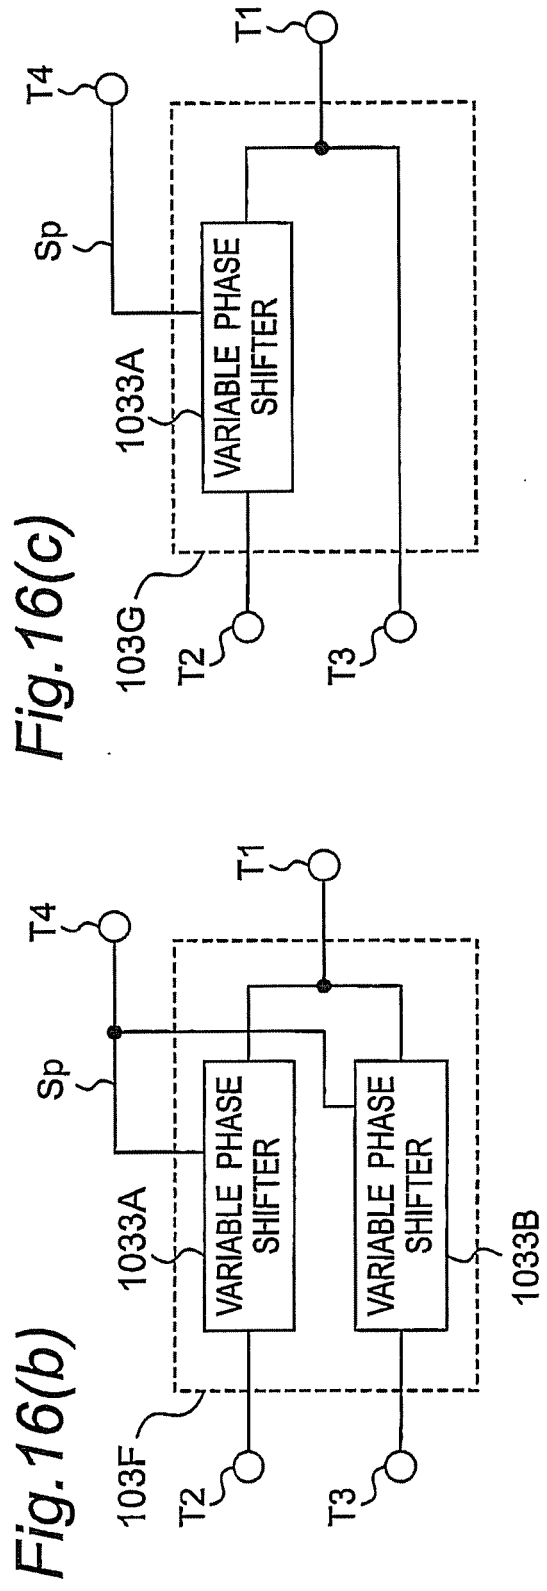 Fig.16(b)
103F
1033A
Sp
T4
T2
VARIABLE PHASE
SHIFTER
T1
T3
VARIABLE PHASE
SHIFTER
1033B
Fig.16(c)
103G
1033A
Sp
T4
T2
VARIABLE PHASE
SHIFTER
T1
T3